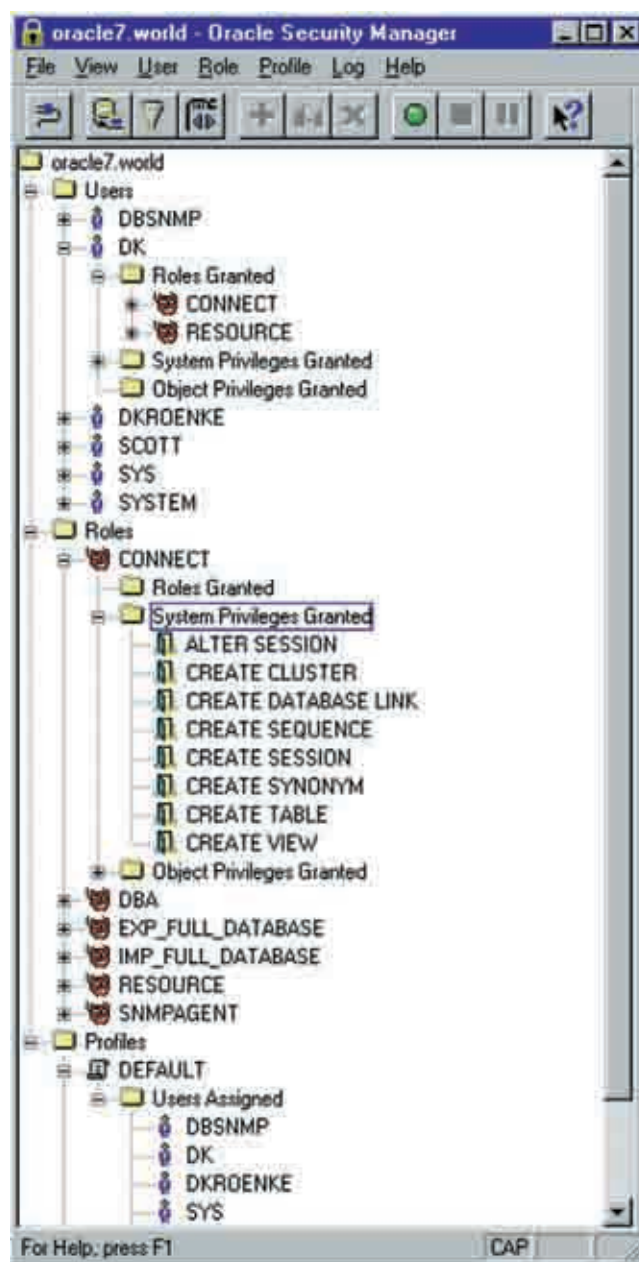 oracle7.world - Oracle Security Manager
File View User Role Profile Log Help
oracle7.world
Users
DBSNMP
DK
Roles Granted
CONNECT
RESOURCE
System Privileges Granted
Object Privileges Granted
DKROENKE
SCOTT
SYS
SYSTEM
Roles
CONNECT
Roles Granted
System Privileges Granted
ALTER SESSION
CREATE CLUSTER
CREATE DATABASE LINK
CREATE SEQUENCE
CREATE SESSION
CREATE SYNONYM
CREATE TABLE
CREATE VIEW
Object Privileges Granted
DBA
EXP_FULL_DATABASE
IMP_FULL_DATABASE
RESOURCE
SNMPAGENT
Profiles
DEFAULT
Users Assigned
DBSNMP
DK
DKROENKE
SYS
For Help, press F1 CAP